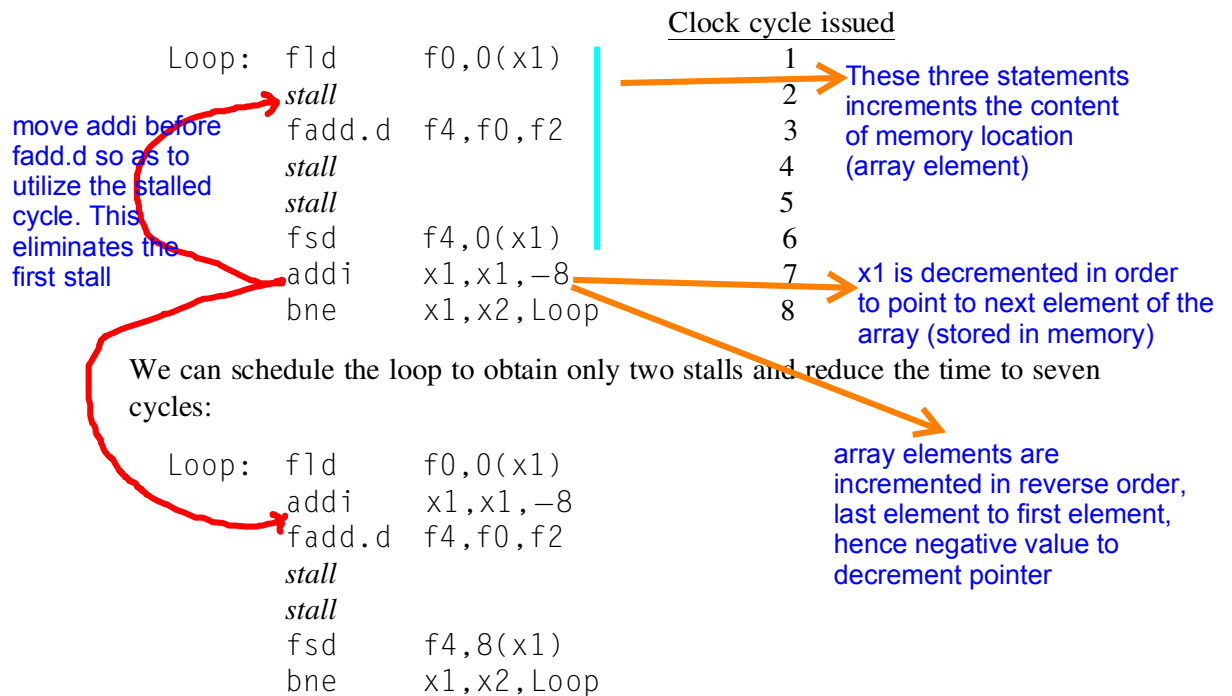 Clock cycle issued
Loop: fld f0,0(x1) 1
stall 2
fadd.d f4,f0,f2 3
stall 4
stall 5
fsd f4,0(x1) 6
addi x1,x1,−8 7
bne x1,x2,Loop 8
These three statements
increments the content
of memory location
(array element)
move addi before
fadd.d so as to
utilize the stalled
cycle. This
eliminates the
first stall
x1 is decremented in order
to point to next element of the
array (stored in memory)
We can schedule the loop to obtain only two stalls and reduce the time to seven
cycles:
array elements are
incremented in reverse order,
last element to first element,
hence negative value to
decrement pointer
Loop: fld f0,0(x1)
addi x1,x1,−8
fadd.d f4,f0,f2
stall
stall
fsd f4,8(x1)
bne x1,x2,Loop